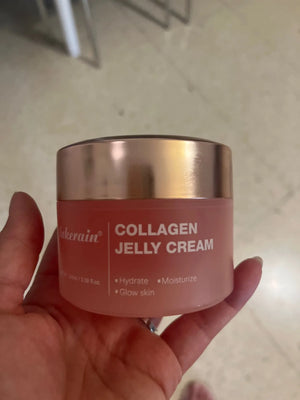 COLLAGEN
JELLY CREAM
• Hydrate • Moisturize
• Glow skin